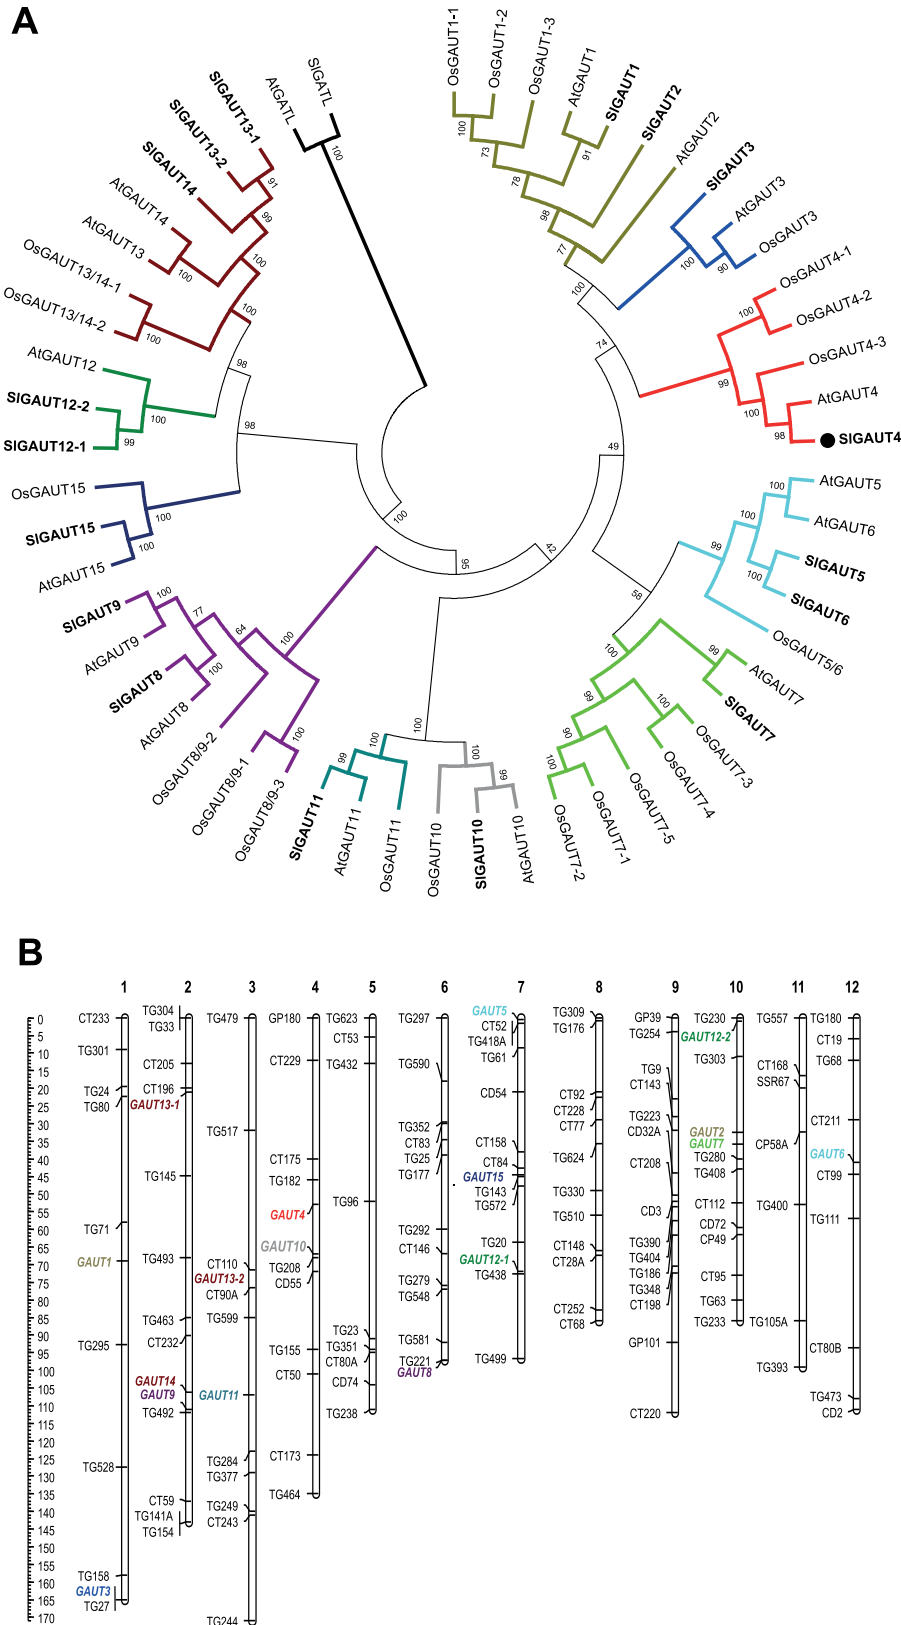 A
OsGAUT1-1
OsGAUT1-2
OsGAUT1-3
AtGAUT1
SlGAUT1
SlGAUT2
AtGAUT2
SlGAUT3
AtGAUT3
OsGAUT3
OsGAUT4-1
OsGAUT4-2
OsGAUT4-3
AtGAUT4
SlGAUT4
AtGAUT5
AtGAUT6
SlGAUT5
SlGAUT6
OsGAUT5/6
AtGAUT7
SlGAUT7
OsGAUT7-3
OsGAUT7-4
OsGAUT7-5
OsGAUT7-1
OsGAUT7-2
AtGAUT10
SlGAUT10
OsGAUT10
OsGAUT11
AtGAUT11
SlGAUT11
OsGAUT8/9-3
OsGAUT8/9-1
OsGAUT8/9-2
AtGAUT8
SlGAUT8
AtGAUT9
SlGAUT9
AtGAUT15
SlGAUT15
OsGAUT15
SlGAUT12-1
SlGAUT12-2
AtGAUT12
OsGAUT13/14-2
OsGAUT13/14-1
AtGAUT13
AtGAUT14
SlGAUT14
SlGAUT13-2
SlGAUT13-1
AtGATL
SlGATL
100
100
73
91
78
98
77
100
100
90
74
100
99
100
98
49
100
100
99
100
58
99
100
100
99
90
100
42
95
100
100
99
100
100
99
100
77
64
100
100
100
98
98
100
99
100
100
91
99
100
100
100
100
B
1 2 3 4 5 6 7 8 9 10 11 12
0
5
10
15
20
25
30
35
40
45
50
55
60
65
70
75
80
85
90
95
100
105
110
115
120
125
130
135
140
145
150
155
160
165
170
CT233
TG301
TG24
TG80
TG71
GAUT1
TG295
TG528
TG158
GAUT3
TG27
TG304
TG33
CT205
CT196
GAUT13-1
TG145
TG493
TG463
CT232
GAUT14
GAUT9
TG492
CT59
TG141A
TG154
TG479
TG517
CT110
GAUT13-2
CT90A
TG599
GAUT11
TG284
TG377
TG249
CT243
TG244
GP180
CT229
CT175
TG182
GAUT4
GAUT10
TG208
CD55
TG155
CT50
CT173
TG464
TG623
CT53
TG432
TG96
TG23
TG351
CT80A
CD74
TG238
TG297
TG590
TG352
CT83
TG25
TG177
TG292
CT146
TG279
TG548
TG581
TG221
GAUT8
GAUT5
CT52
TG418A
TG61
CD54
CT158
CT84
GAUT15
TG143
TG572
TG20
GAUT12-1
TG438
TG499
TG309
TG176
CT92
CT228
CT77
TG624
TG330
TG510
CT148
CT28A
CT252
CT68
GP39
TG254
TG9
CT143
TG223
CD32A
CT208
CD3
TG390
TG404
TG186
TG348
CT198
GP101
CT220
TG230
GAUT12-2
TG303
GAUT2
GAUT7
TG280
TG408
CT112
CD72
CP49
CT95
TG63
TG233
TG557
CT168
SSR67
CP58A
TG400
TG105A
TG393
TG180
CT19
TG68
CT211
GAUT6
CT99
TG111
CT80B
TG473
CD2